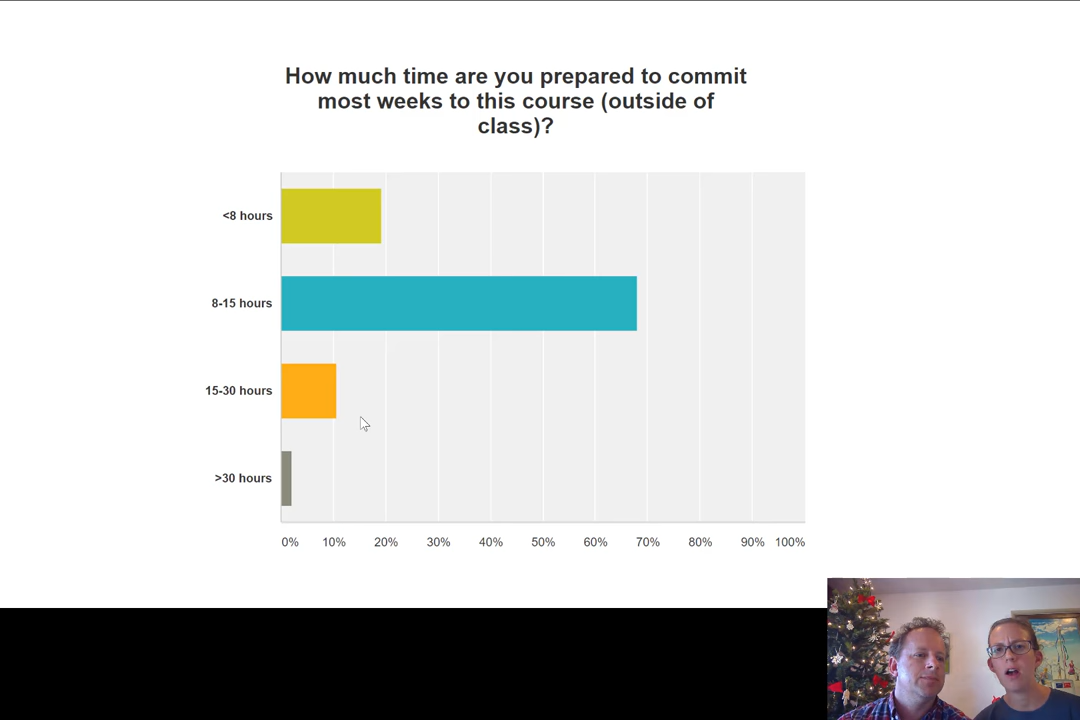 How much time are you prepared to commit
most weeks to this course (outside of
class)?
<8 hours
8-15 hours
15-30 hours
>30 hours
0% 10% 20% 30% 40% 50% 60% 70% 80% 90% 100%